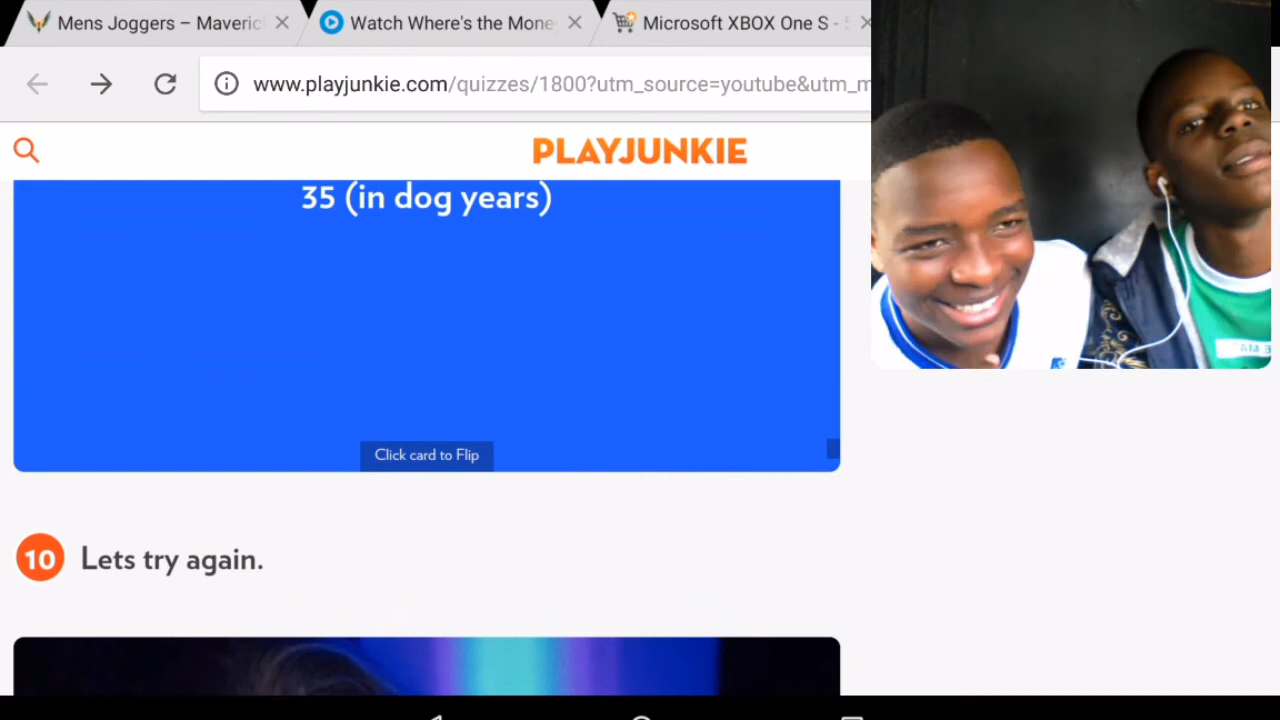 Mens Joggers – Maveric
Watch Where's the Mone
Microsoft XBOX One S -
www.playjunkie.com/quizzes/1800?utm_source=youtube&utm_m
PLAYJUNKIE
35 (in dog years)
Click card to Flip
10 Lets try again.